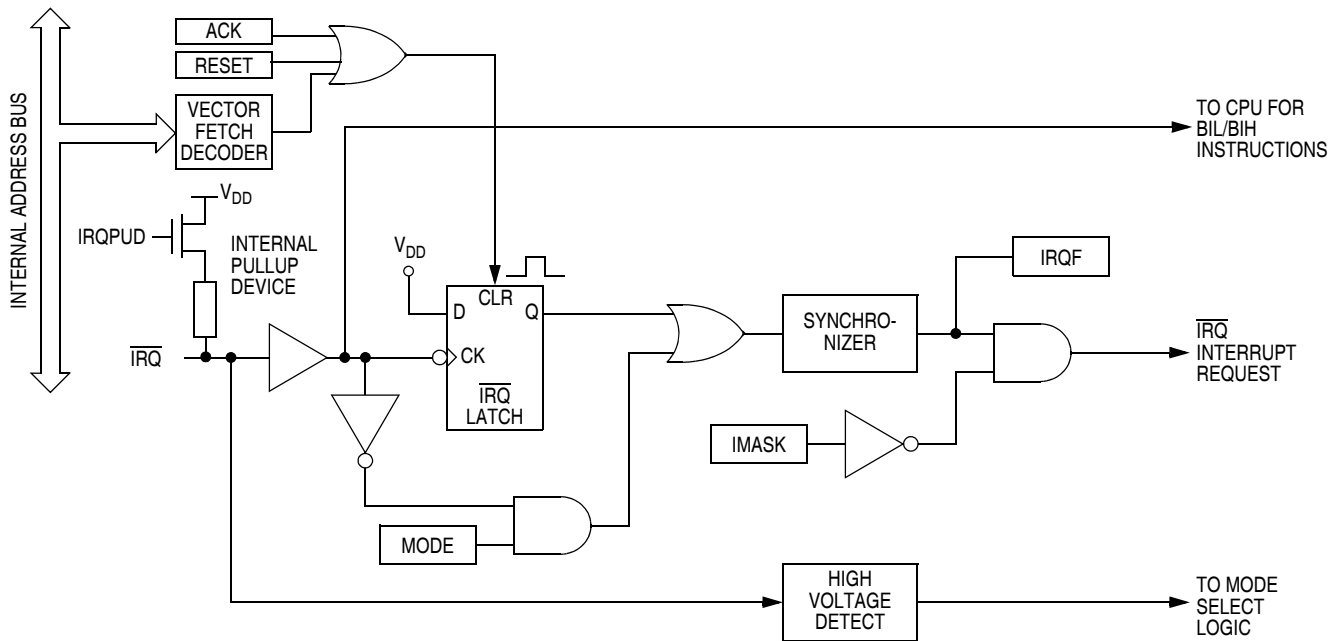 INTERNAL ADDRESS BUS
ACK
RESET
VECTOR
FETCH
DECODER
TO CPU FOR
BIL/BIH
INSTRUCTIONS
VDD
IRQPUD
INTERNAL
PULLUP
DEVICE
VDD
CLR
D
Q
CK
IRQ
LATCH
IRQ
SYNCHRO-
NIZER
IRQF
IRQ
INTERRUPT
REQUEST
IMASK
MODE
HIGH
VOLTAGE
DETECT
TO MODE
SELECT
LOGIC